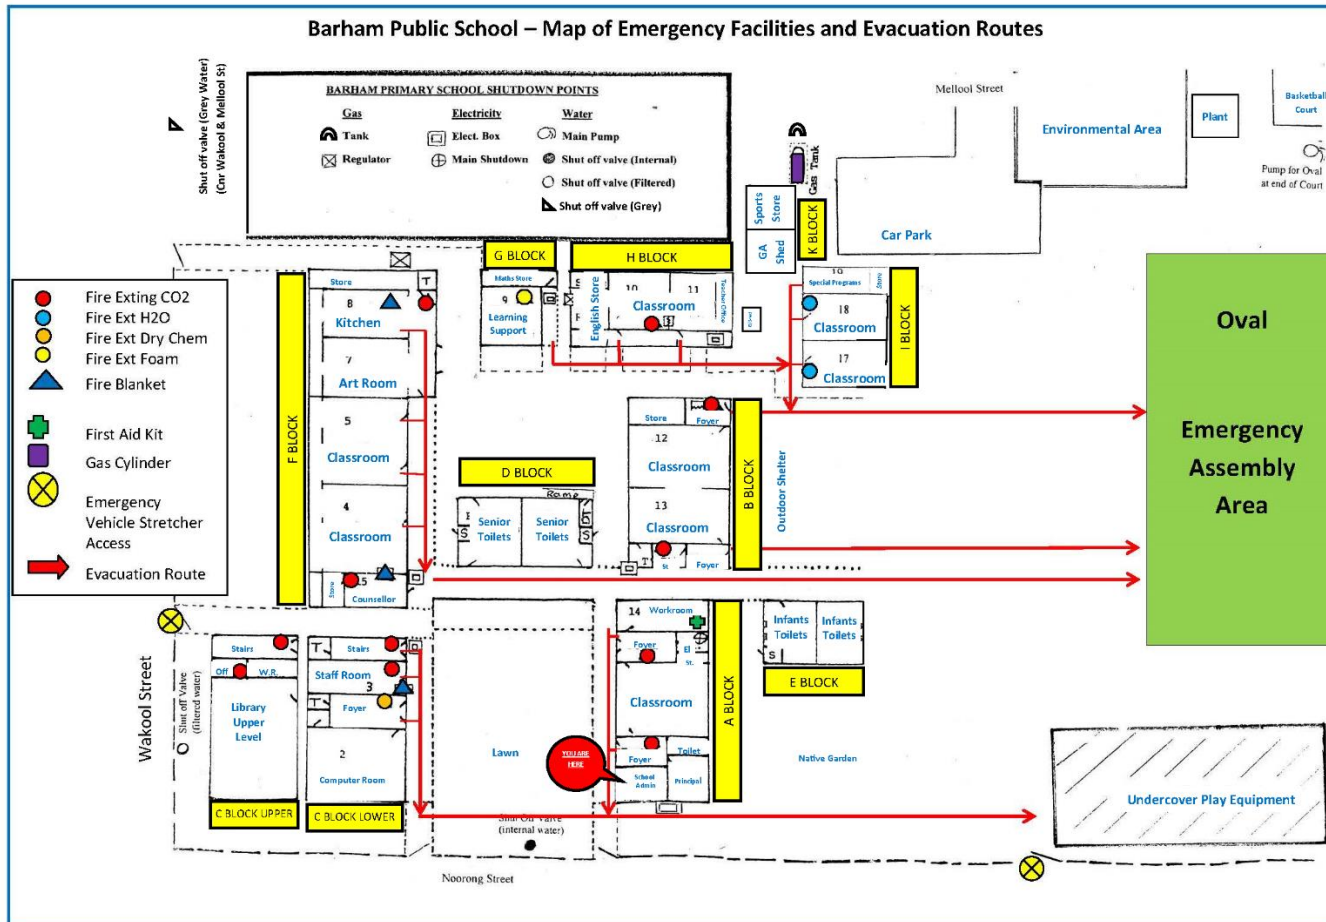 Barham Public School – Map of Emergency Facilities and Evacuation Routes
Shut off valve (Grey Water)
(Cnr Wakool & Mellool St)
BARHAM PRIMARY SCHOOL SHUTDOWN POINTS
Gas
Electricity
Water
Tank
Elect. Box
Main Pump
Regulator
Main Shutdown
Shut off valve (Internal)
Shut off valve (Filtered)
Shut off valve (Grey)
Mellool Street
Environmental Area
Plant
Basketball
Court
Pump for Oval
at end of Court
Gas Tank
Sports
Store
GA
Shed
K BLOCK
Car Park
G BLOCK
H BLOCK
Fire Exting CO2
Fire Ext H2O
Fire Ext Dry Chem
Fire Ext Foam
Fire Blanket
First Aid Kit
Gas Cylinder
Emergency
Vehicle Stretcher
Access
Evacuation Route
F BLOCK
Store
T
8
Kitchen
7
Art Room
5
Classroom
4
Classroom
Store
15
Counsellor
Maths Store
9
Learning
Support
English Store
10
11
Classroom
Teacher Office
S
Special Programs
Store
18
Classroom
17
Classroom
I BLOCK
Oval
Emergency
Assembly
Area
Store
Foyer
12
Classroom
13
Classroom
T
St.
Foyer
B BLOCK
Outdoor Shelter
D BLOCK
Ramp
Senior
Toilets
Senior
Toilets
S
S
14
Workroom
Foyer
El
St.
Classroom
Foyer
Toilet
School
Admin
Principal
A BLOCK
YOU ARE
HERE
Infants
Toilets
Infants
Toilets
S
E BLOCK
Wakool Street
Shut off Valve
(filtered water)
Stairs
Off
W.R.
Library
Upper
Level
C BLOCK UPPER
T
Stairs
Staff Room
3
T
Foyer
2
Computer Room
C BLOCK LOWER
Lawn
Native Garden
Undercover Play Equipment
Shut Off Valve
(internal water)
Noorong Street